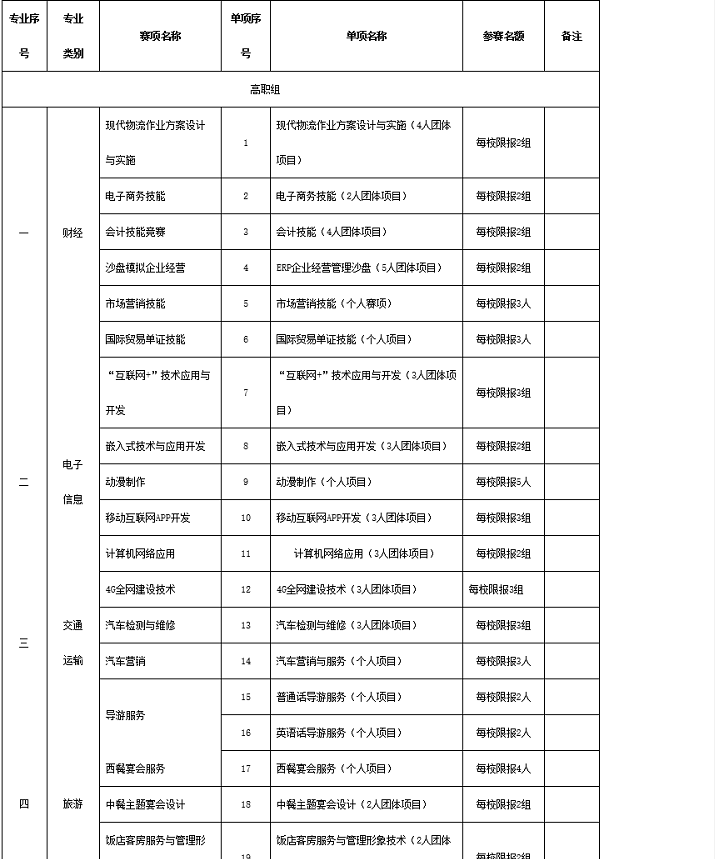 专业序号 专业类别 赛项名称 单项序号 单项名称 参赛名额 备注
高职组
一 财经 现代物流作业方案设计与实施 1 现代物流作业方案设计与实施（4人团体项目） 每校限报2组
电子商务技能 2 电子商务技能（2人团体项目） 每校限报2组
会计技能竞赛 3 会计技能（4人团体项目） 每校限报2组
沙盘模拟企业经营 4 ERP企业经营管理沙盘（5人团体项目） 每校限报2组
市场营销技能 5 市场营销技能（个人赛项） 每校限报3人
国际贸易单证技能 6 国际贸易单证技能（个人项目） 每校限报3人
二 电子信息 “互联网+”技术应用与开发 7 “互联网+”技术应用与开发（3人团体项目） 每校限报3组
嵌入式技术与应用开发 8 嵌入式技术与应用开发（3人团体项目） 每校限报2组
动漫制作 9 动漫制作（个人项目） 每校限报5人
移动互联网APP开发 10 移动互联网APP开发（3人团体项目） 每校限报3组
计算机网络应用 11 计算机网络应用（3人团体项目） 每校限报2组
4G全网建设技术 12 4G全网建设技术（3人团体项目） 每校限报3组
三 交通运输 汽车检测与维修 13 汽车检测与维修（3人团体项目） 每校限报3组
汽车营销 14 汽车营销与服务（个人项目） 每校限报3人
四 旅游 导游服务 15 普通话导游服务（个人项目） 每校限报2人
16 英语话导游服务（个人项目） 每校限报2人
西餐宴会服务 17 西餐宴会服务（个人项目） 每校限报4人
中餐主题宴会设计 18 中餐主题宴会设计（2人团体项目） 每校限报2组
饭店客房服务与管理形 19 饭店客房服务与管理形象技术（2人团体 每校限报2组